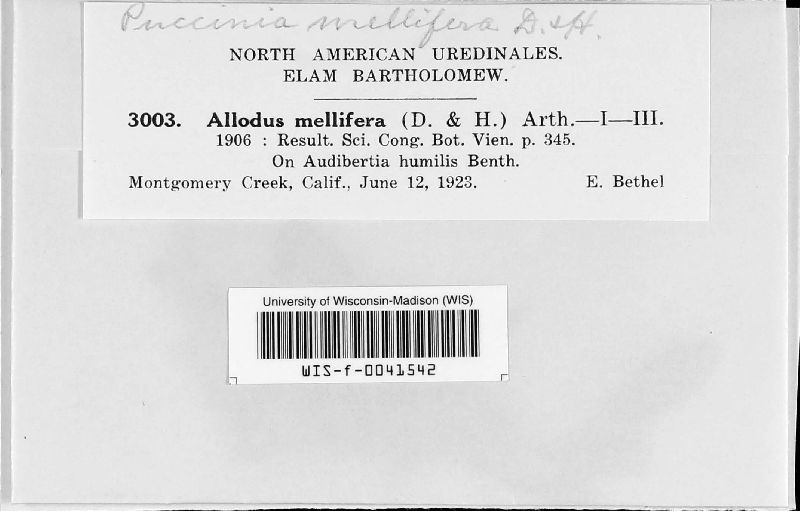 Puccinia mellifera D. & H.
NORTH AMERICAN UREDINALES.
ELAM BARTHOLOMEW.
3003. Allodus mellifera (D. & H.) Arth.—I—III.
1906 : Result. Sci. Cong. Bot. Vien. p. 345.
On Audibertia humilis Benth.
Montgomery Creek, Calif., June 12, 1923. E. Bethel
University of Wisconsin-Madison (WIS)
WIS-f-0041542